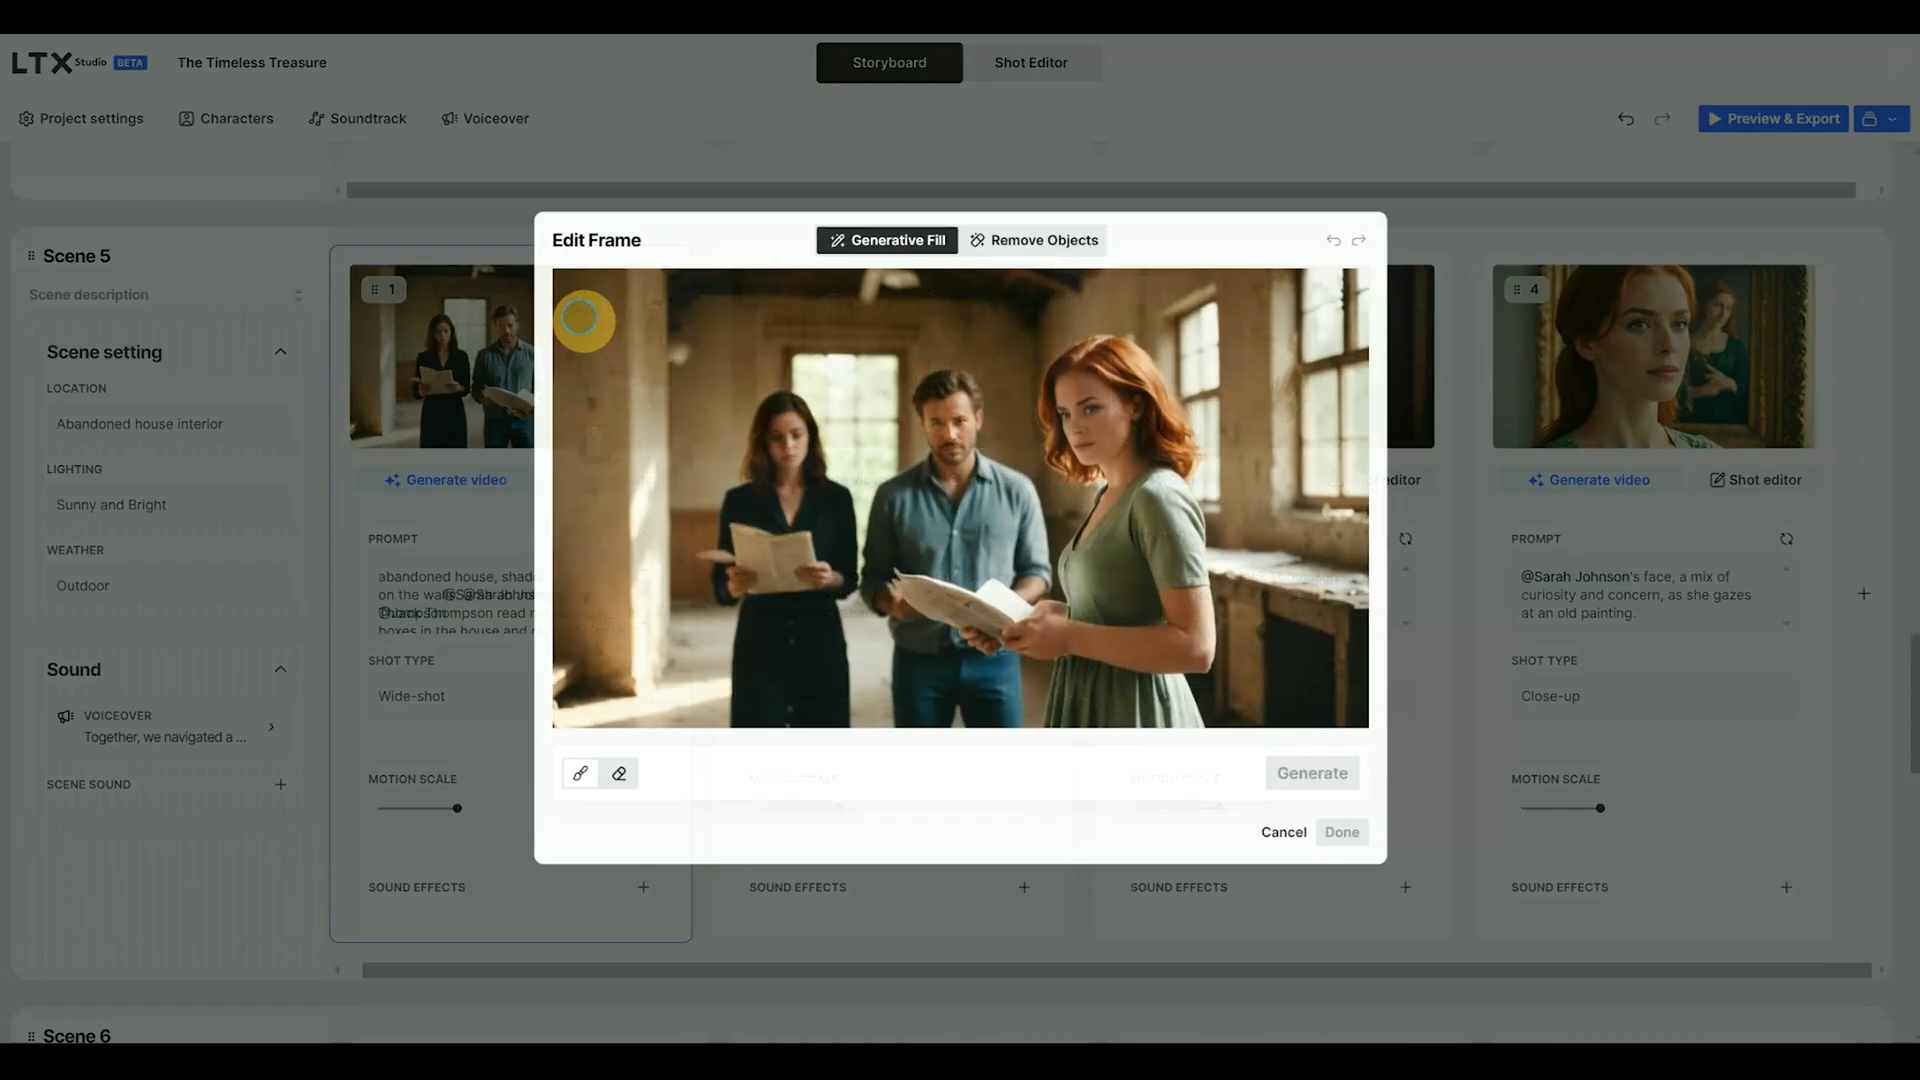 LTX Studio BETA
The Timeless Treasure
Storyboard
Shot Editor
Project settings
Characters
Soundtrack
Voiceover
Preview & Export
Scene 5
Scene description
Scene setting
LOCATION
Abandoned house interior
LIGHTING
Sunny and Bright
WEATHER
Outdoor
Sound
VOICEOVER
Together, we navigated a ...
SCENE SOUND
1
Generate video
PROMPT
abandoned house,
on the
Thompson read
boxes in the house and
SHOT TYPE
Wide-shot
MOTION SCALE
SOUND EFFECTS
Edit Frame
Generative Fill
Remove Objects
Generate
Cancel
Done
SOUND EFFECTS
editor
SOUND EFFECTS
4
Generate video
Shot editor
PROMPT
@Sarah Johnson's face, a mix of
curiosity and concern, as she gazes
at an old painting.
SHOT TYPE
Close-up
MOTION SCALE
SOUND EFFECTS
Scene 6